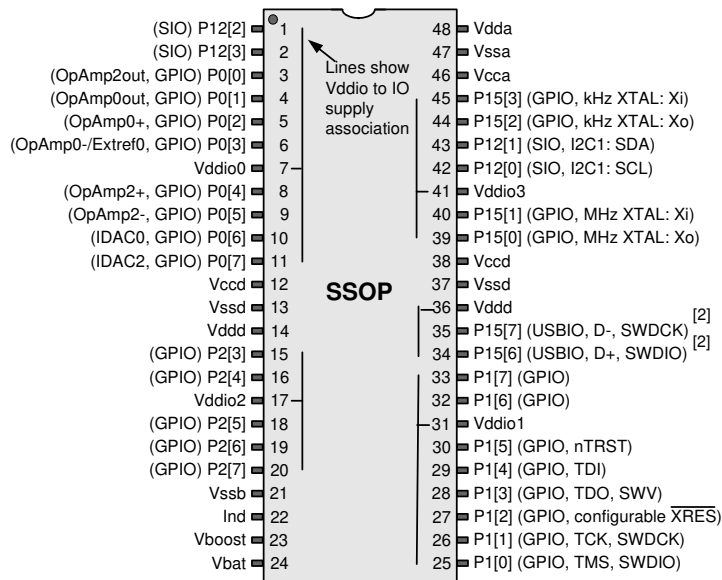 (SIO) P12[2] 1 48 Vdda
(SIO) P12[3] 2 47 Vssa
(OpAmp2out, GPIO) P0[0] 3 Lines show 46 Vcca
(OpAmp0out, GPIO) P0[1] 4 Vddio to IO 45 P15[3] (GPIO, kHz XTAL: Xi)
(OpAmp0+, GPIO) P0[2] 5 supply 44 P15[2] (GPIO, kHz XTAL: Xo)
(OpAmp0-/Extref0, GPIO) P0[3] 6 association 43 P12[1] (SIO, I2C1: SDA)
Vddio0 7 42 P12[0] (SIO, I2C1: SCL)
(OpAmp2+, GPIO) P0[4] 8 41 Vddio3
(OpAmp2-, GPIO) P0[5] 9 40 P15[1] (GPIO, MHz XTAL: Xi)
(IDAC0, GPIO) P0[6] 10 39 P15[0] (GPIO, MHz XTAL: Xo)
(IDAC2, GPIO) P0[7] 11 38 Vccd
Vccd 12 SSOP 37 Vssd
Vssd 13 36 Vddd
Vddd 14 35 P15[7] (USBIO, D-, SWDCK) [2]
(GPIO) P2[3] 15 34 P15[6] (USBIO, D+, SWDIO) [2]
(GPIO) P2[4] 16 33 P1[7] (GPIO)
Vddio2 17 32 P1[6] (GPIO)
(GPIO) P2[5] 18 31 Vddio1
(GPIO) P2[6] 19 30 P1[5] (GPIO, nTRST)
(GPIO) P2[7] 20 29 P1[4] (GPIO, TDI)
Vssb 21 28 P1[3] (GPIO, TDO, SWV)
Ind 22 27 P1[2] (GPIO, configurable XRES)
Vboost 23 26 P1[1] (GPIO, TCK, SWDCK)
Vbat 24 25 P1[0] (GPIO, TMS, SWDIO)